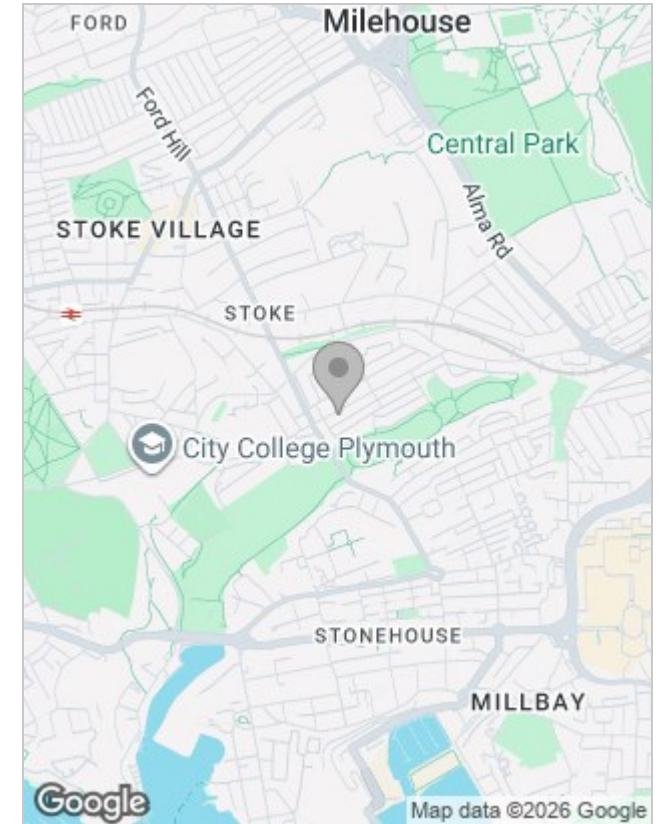 FORD
Milehouse
Ford Hill
Central Park
Alma Rd
STOKE VILLAGE
STOKE
City College Plymouth
STONEHOUSE
MILLBAY
Google
Map data ©2026 Google